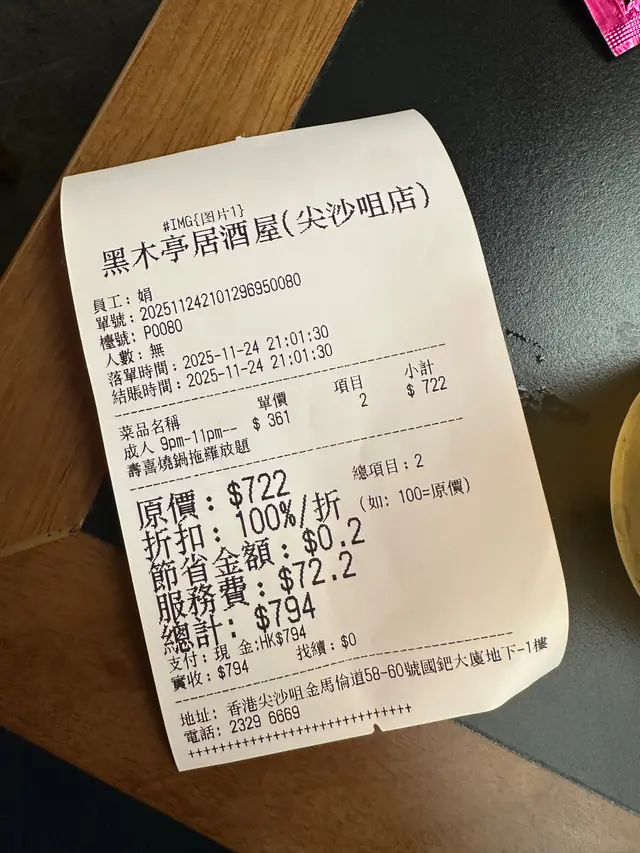 #IMG{图片1}
黑木亭居酒屋(尖沙咀店)
員工: 娟
單號: 202511242101296950080
檯號: P0080
人數: 無
落單時間: 2025-11-24 21:01:30
結賬時間: 2025-11-24 21:01:30
菜品名稱 單價 項目 小計
成人 9pm-11pm-- $ 361 2 $ 722
壽喜燒鍋拖羅放題
原價: $722 總項目: 2
折扣: 100%/折 (如: 100=原價)
節省金額: $0.2
服務費: $72.2
總計: $794
支付: 現 金:HK$794
實收: $794 找續: $0
地址: 香港尖沙咀金馬倫道58-60號國鈀大廈地下-1樓
電話: 2329 6669
++++++++++++++++++++++++++++